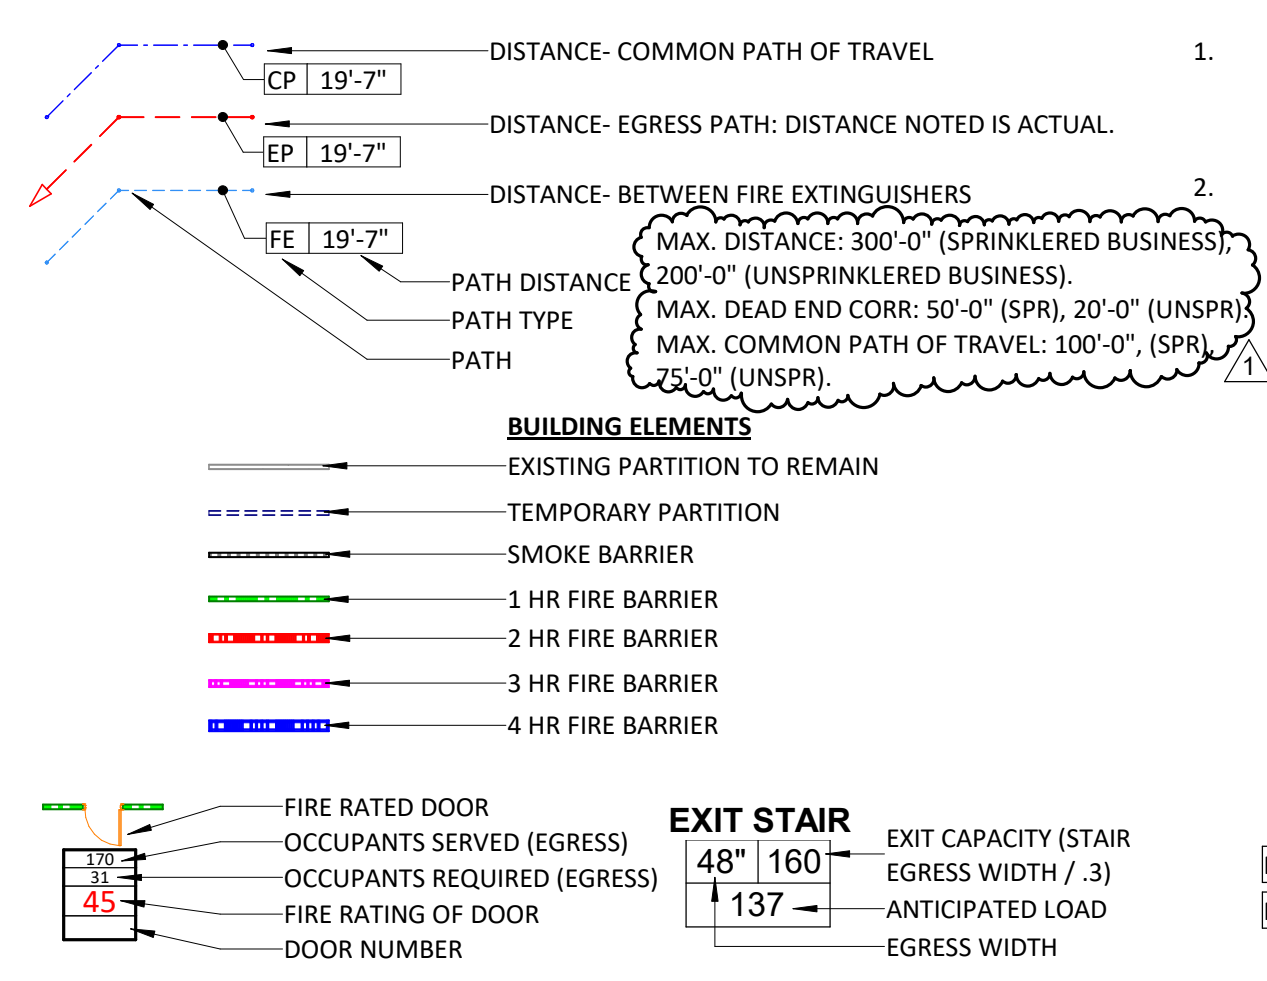 DISTANCE- COMMON PATH OF TRAVEL
1.
CP 19'-7"
DISTANCE- EGRESS PATH: DISTANCE NOTED IS ACTUAL.
EP 19'-7"
DISTANCE- BETWEEN FIRE EXTINGUISHERS
2.
FE 19'-7"
MAX. DISTANCE: 300'-0" (SPRINKLERED BUSINESS),
200'-0" (UNSPRINKLERED BUSINESS).
MAX. DEAD END CORR: 50'-0" (SPR), 20'-0" (UNSPR).
MAX. COMMON PATH OF TRAVEL: 100'-0", (SPR),
75'-0" (UNSPR).
1
PATH DISTANCE
PATH TYPE
PATH
BUILDING ELEMENTS
EXISTING PARTITION TO REMAIN
TEMPORARY PARTITION
SMOKE BARRIER
1 HR FIRE BARRIER
2 HR FIRE BARRIER
3 HR FIRE BARRIER
4 HR FIRE BARRIER
FIRE RATED DOOR
OCCUPANTS SERVED (EGRESS)
OCCUPANTS REQUIRED (EGRESS)
FIRE RATING OF DOOR
DOOR NUMBER
170
31
45
EXIT STAIR
48" 160
137
EXIT CAPACITY (STAIR
EGRESS WIDTH / .3)
ANTICIPATED LOAD
EGRESS WIDTH